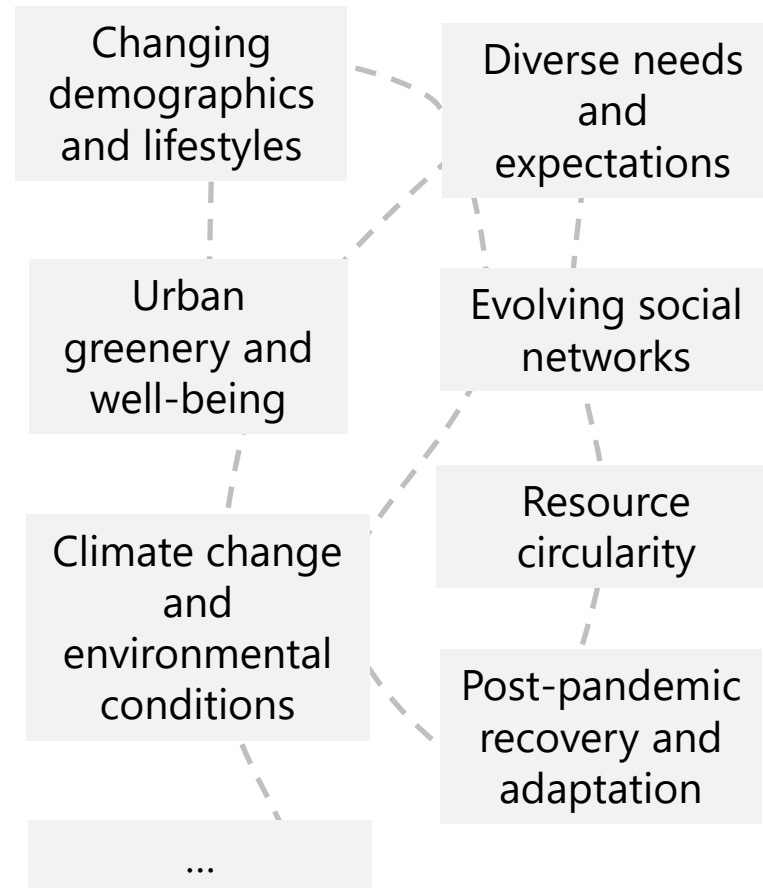 Changing
demographics
and lifestyles
Diverse needs
and
expectations
Urban
greenery and
well-being
Evolving social
networks
Climate change
and
environmental
conditions
Resource
circularity
Post-pandemic
recovery and
adaptation
...